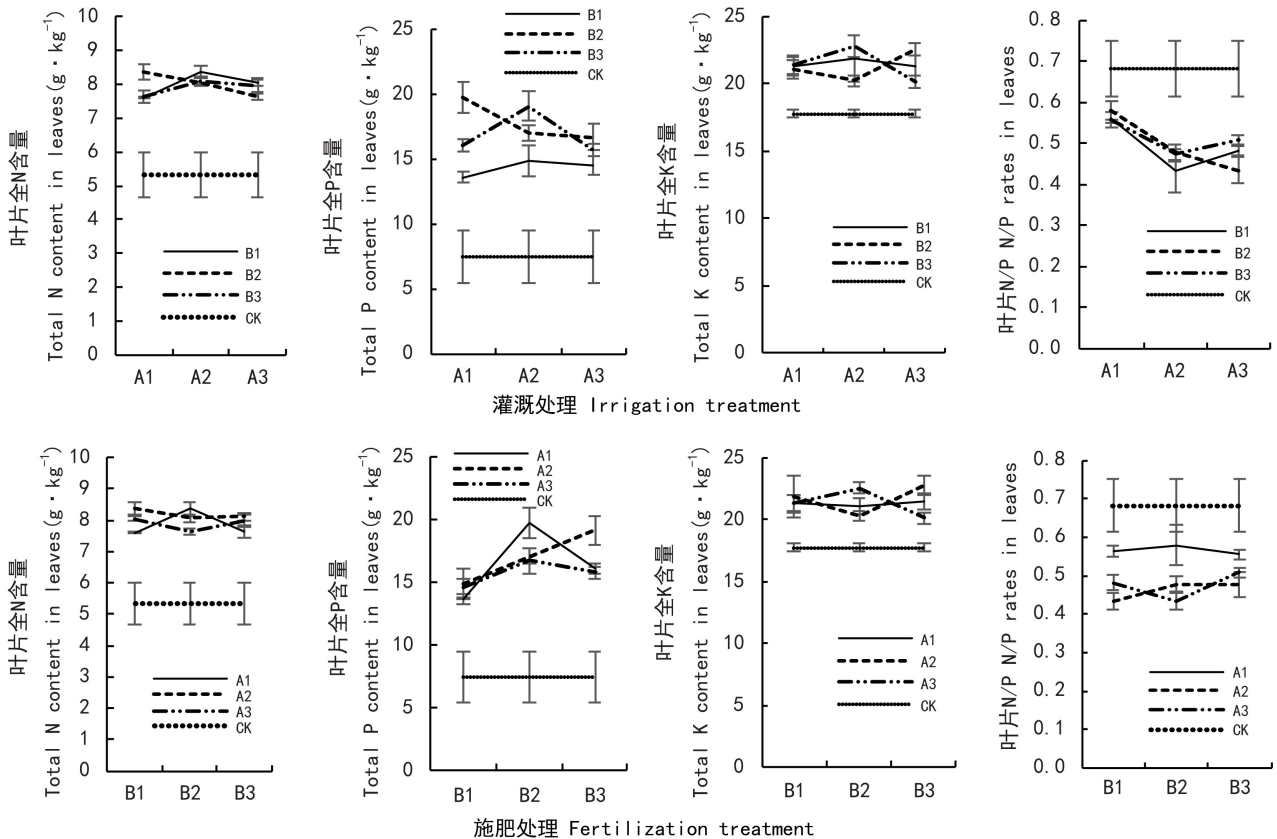 叶片全N含量
Total N content in leaves(g·kg⁻¹)
10
9
8
7
6
5
4
3
2
1
0
B1
B2
B3
CK
A1 A2 A3
叶片全P含量
Total P content in leaves(g·kg⁻¹)
25
20
15
10
5
0
B1
B2
B3
CK
A1 A2 A3
叶片全K含量
Total K content in leaves(g·kg⁻¹)
25
20
15
10
5
0
B1
B2
B3
CK
A1 A2 A3
叶片N/P N/P rates in leaves
0.8
0.7
0.6
0.5
0.4
0.3
0.2
0.1
0.0
B1
B2
B3
CK
A1 A2 A3
灌溉处理 Irrigation treatment
叶片全N含量
Total N content in leaves(g·kg⁻¹)
10
9
8
7
6
5
4
3
2
1
0
A1
A2
A3
CK
B1 B2 B3
叶片全P含量
Total P content in leaves(g·kg⁻¹)
25
20
15
10
5
0
A1
A2
A3
CK
B1 B2 B3
叶片全K含量
Total K content in leaves(g·kg⁻¹)
25
20
15
10
5
0
A1
A2
A3
CK
B1 B2 B3
叶片N/P N/P rates in leaves
0.8
0.7
0.6
0.5
0.4
0.3
0.2
0.1
0.0
A1
A2
A3
CK
B1 B2 B3
施肥处理 Fertilization treatment